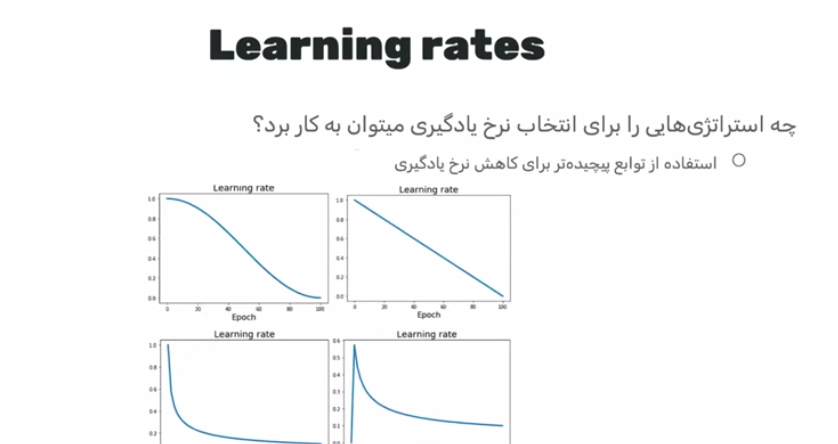 Learning rates
چه استراتژی‌هایی را برای انتخاب نرخ یادگیری میتوان به کار برد؟
استفاده از توابع پیچیده‌تر برای کاهش نرخ یادگیری
Learning rate
1.0
0.8
0.6
0.4
0.2
0.0
0 20 40 60 80 100
Epoch
Learning rate
1.0
0.8
0.6
0.4
0.2
0.0
0 20 40 60 80 100
Epoch
Learning rate
1.0
0.8
0.6
0.4
0.2
Learning rate
0.6
0.5
0.4
0.3
0.2
0.1
0.0